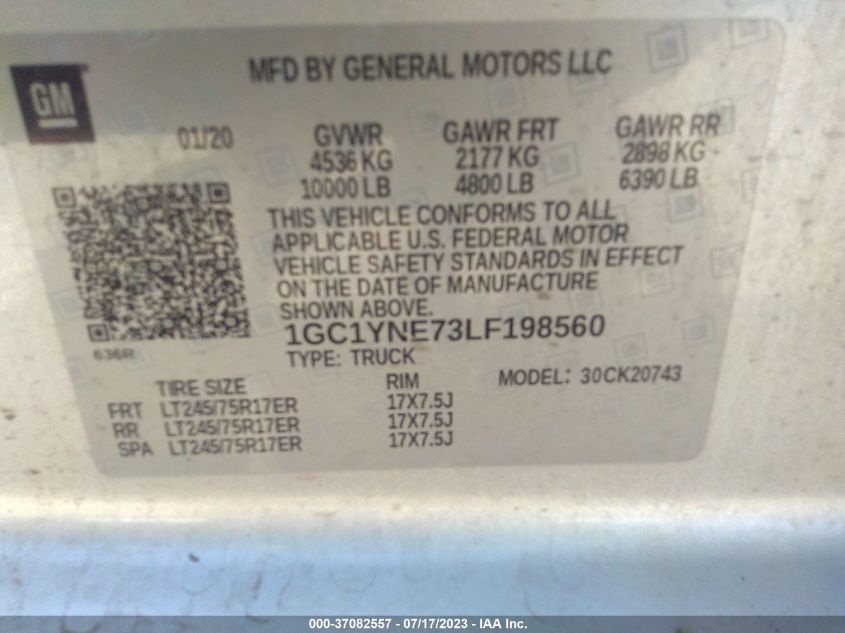 MFD BY GENERAL MOTORS LLC
GM
01/20 GVWR GAWR FRT GAWR RR
4536 KG 2177 KG 2898 KG
10000 LB 4800 LB 6390 LB
THIS VEHICLE CONFORMS TO ALL
APPLICABLE U.S. FEDERAL MOTOR
VEHICLE SAFETY STANDARDS IN EFFECT
ON THE DATE OF MANUFACTURE
SHOWN ABOVE.
1GC1YNE73LF198560
636R
TYPE: TRUCK
TIRE SIZE RIM MODEL: 30CK20743
FRT LT245/75R17ER 17X7.5J
RR LT245/75R17ER 17X7.5J
SPA LT245/75R17ER 17X7.5J
000-37082557 - 07/17/2023 - IAA Inc.